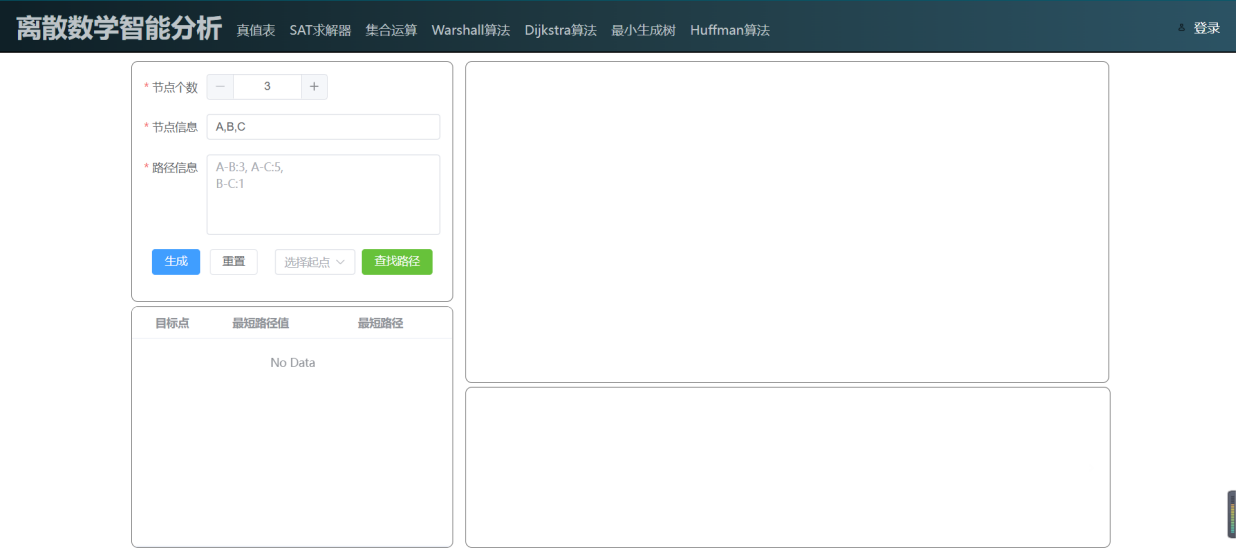 离散数学智能分析 真值表 SAT求解器 集合运算 Warshall算法 Dijkstra算法 最小生成树 Huffman算法 登录
* 节点个数 − 3 +
* 节点信息 A,B,C
* 路径信息 A-B:3, A-C:5,
B-C:1
生成 重置 选择起点 查找路径
目标点 最短路径值 最短路径
No Data